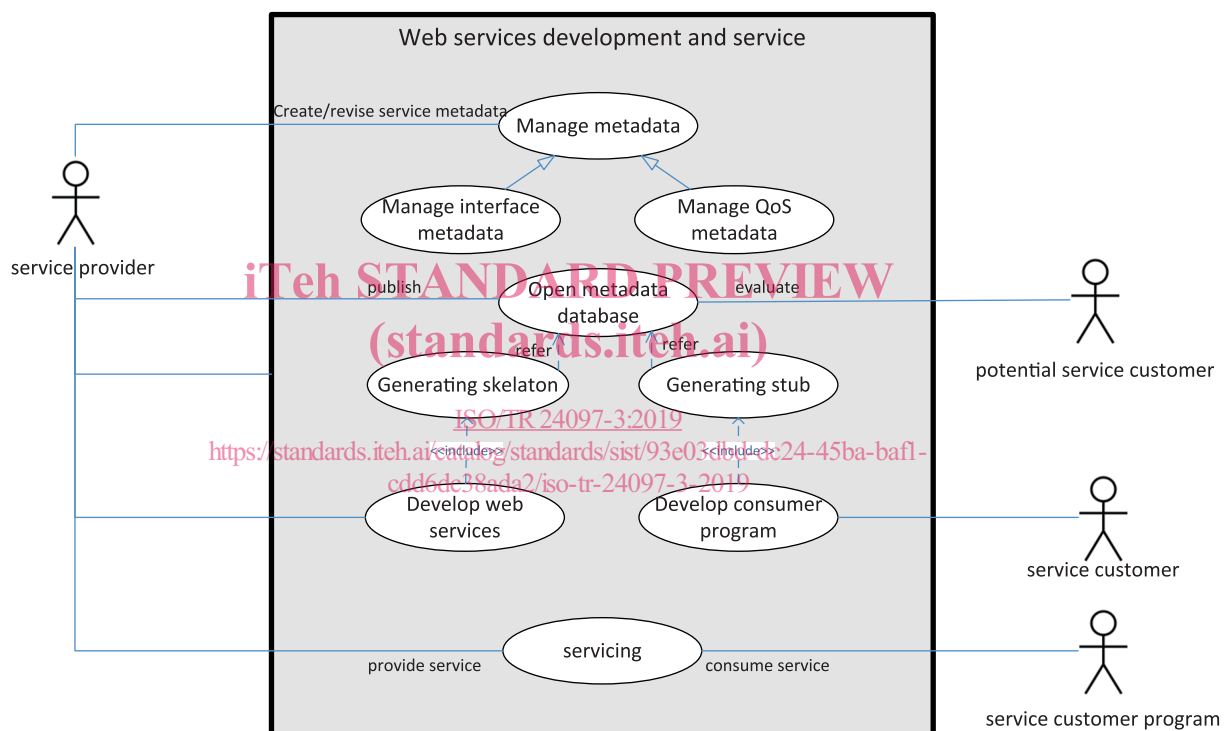 Web services development and service
Create/revise service metadata
Manage metadata
Manage interface
metadata
Manage QoS
metadata
service provider
iTeh STANDARD PREVIEW
publish
Open metadata
database
evaluate
(standards.iteh.ai)
refer
refer
potential service customer
Generating skelaton
Generating stub
ISO/TR 24097-3:2019
<<include>>
<<include>>
https://standards.iteh.ai/catalog/standards/sist/93e03dbd-dc24-45ba-baf1-
cdd6dc38ada2/iso-tr-24097-3-2019
Develop web
services
Develop consumer
program
service customer
servicing
provide service
consume service
service customer program